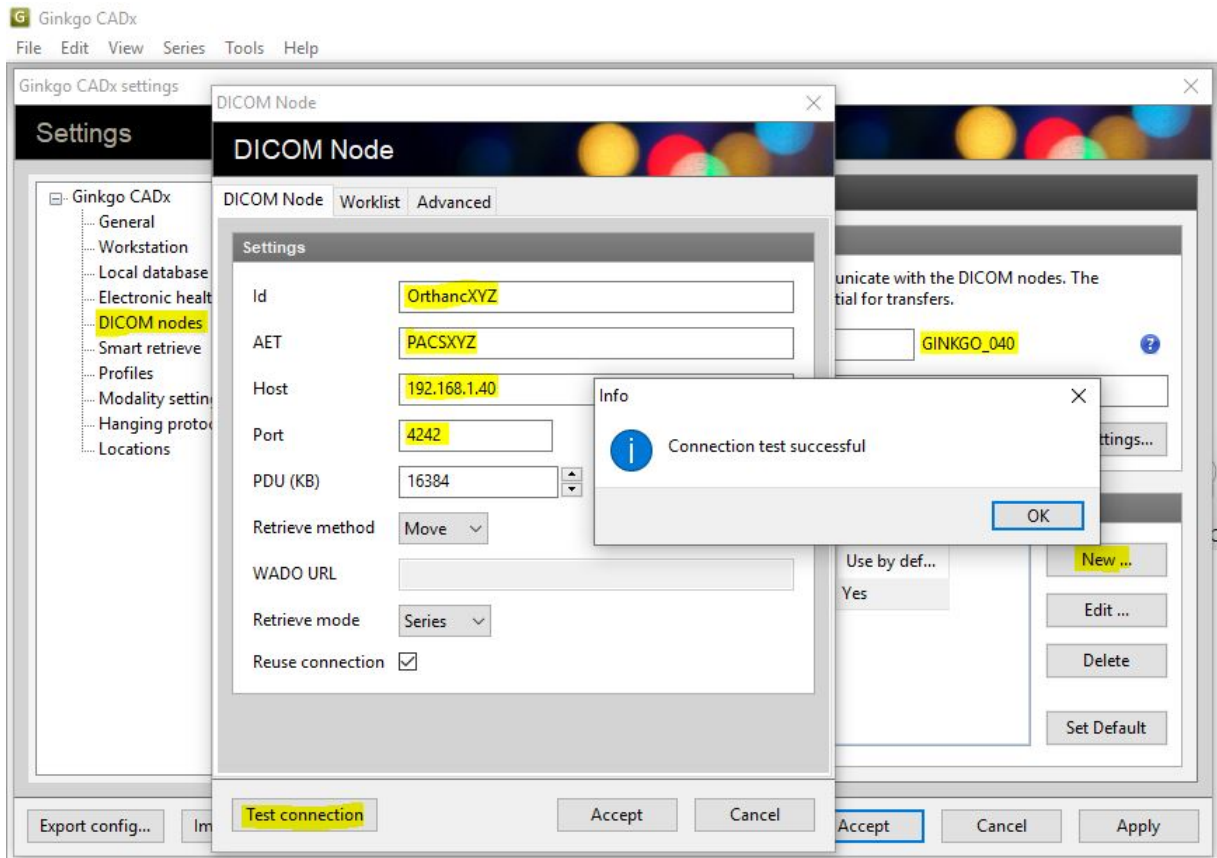 Ginkgo CADx
File Edit View Series Tools Help
Ginkgo CADx settings
Settings
Ginkgo CADx
General
Workstation
Local database
Electronic healt
DICOM nodes
Smart retrieve
Profiles
Modality settin
Hanging protoc
Locations
DICOM Node
DICOM Node
DICOM Node Worklist Advanced
Settings
Id OrthancXYZ
AET PACSXYZ
Host 192.168.1.40
Port 4242
PDU (KB) 16384
Retrieve method Move
WADO URL
Retrieve mode Series
Reuse connection
Test connection Accept Cancel
Info
Connection test successful
OK
unicate with the DICOM nodes. The
tial for transfers.
GINKGO_040
ttings...
Use by def...
Yes
New ...
Edit ...
Delete
Set Default
Export config... Im
Accept Cancel Apply